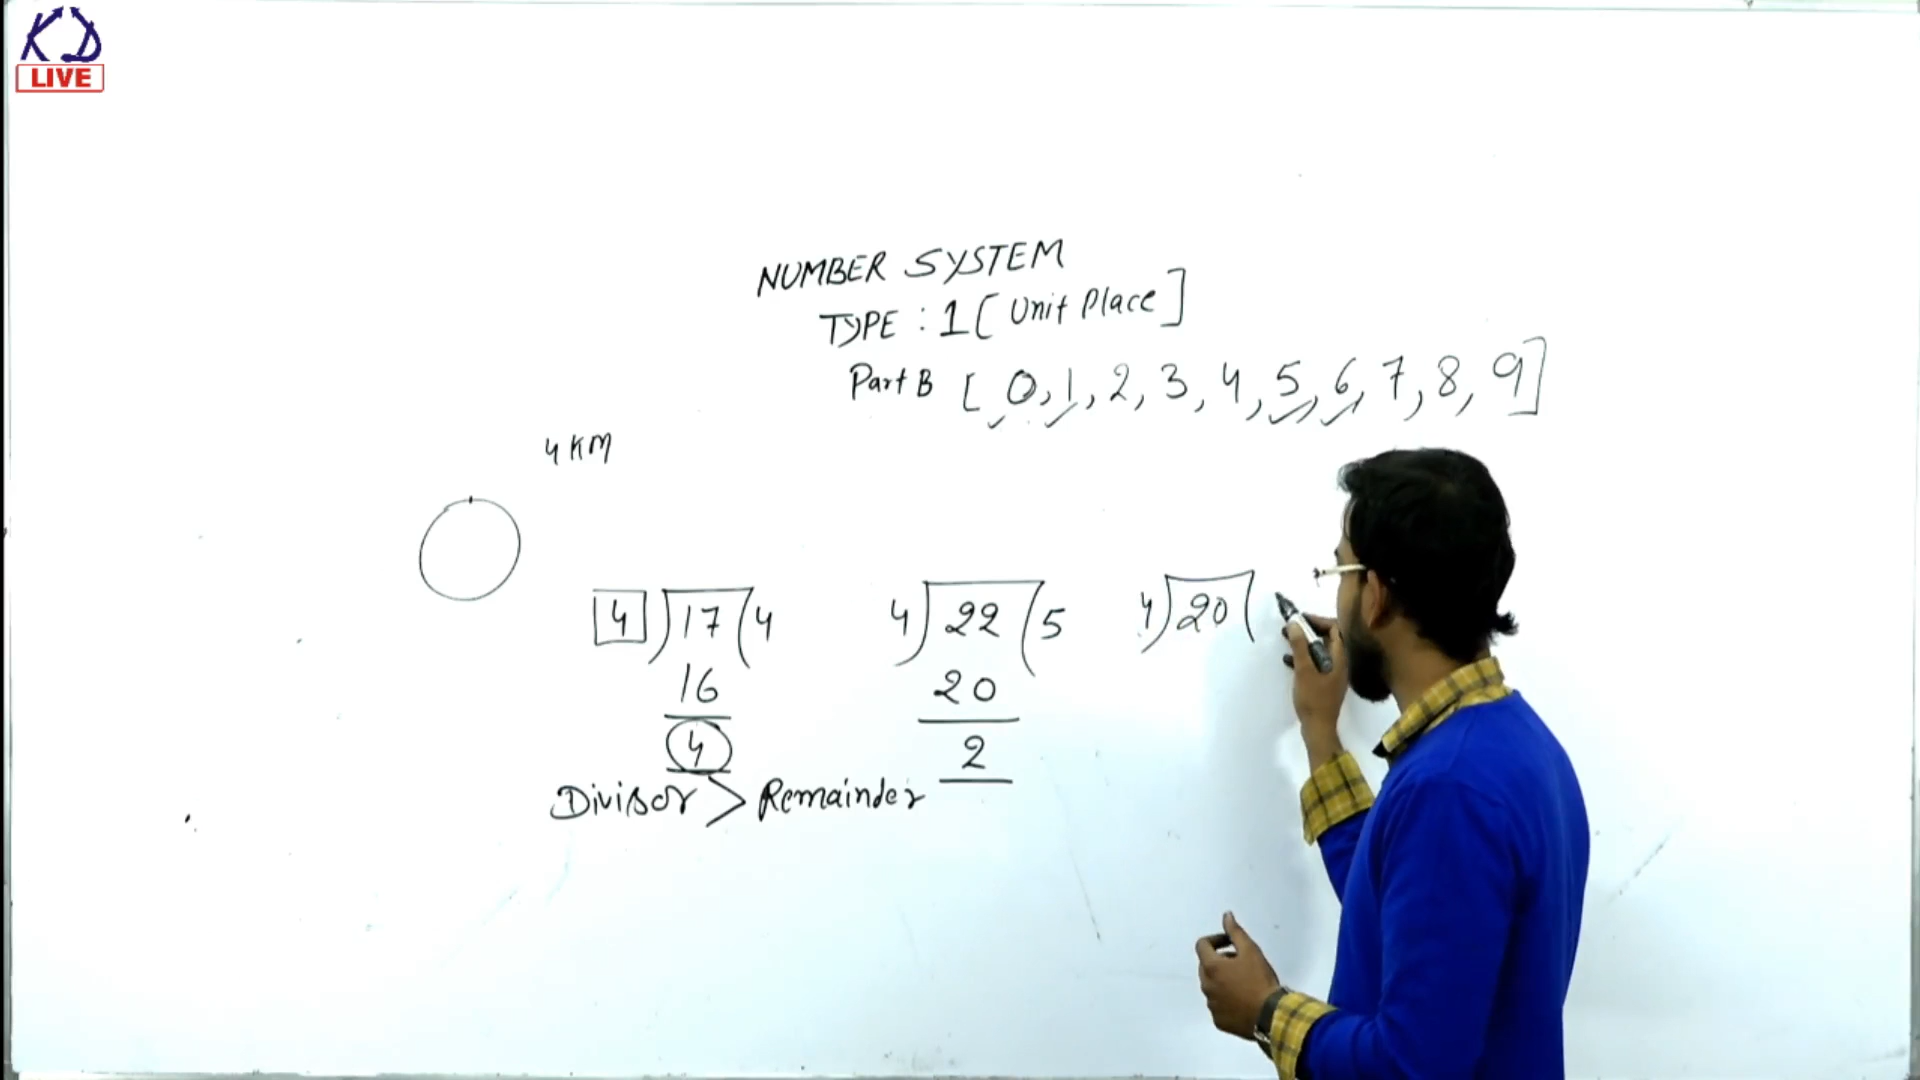 KD
LIVE
NUMBER SYSTEM
TYPE : 1 [ Unit Place ]
Part B [ 0, 1, 2, 3, 4, 5, 6, 7, 8, 9 ]
4 KM
4 ) 17 ( 4
16
4
Divisor > Remainder
4 ) 22 ( 5
20
2
4 ) 20 (